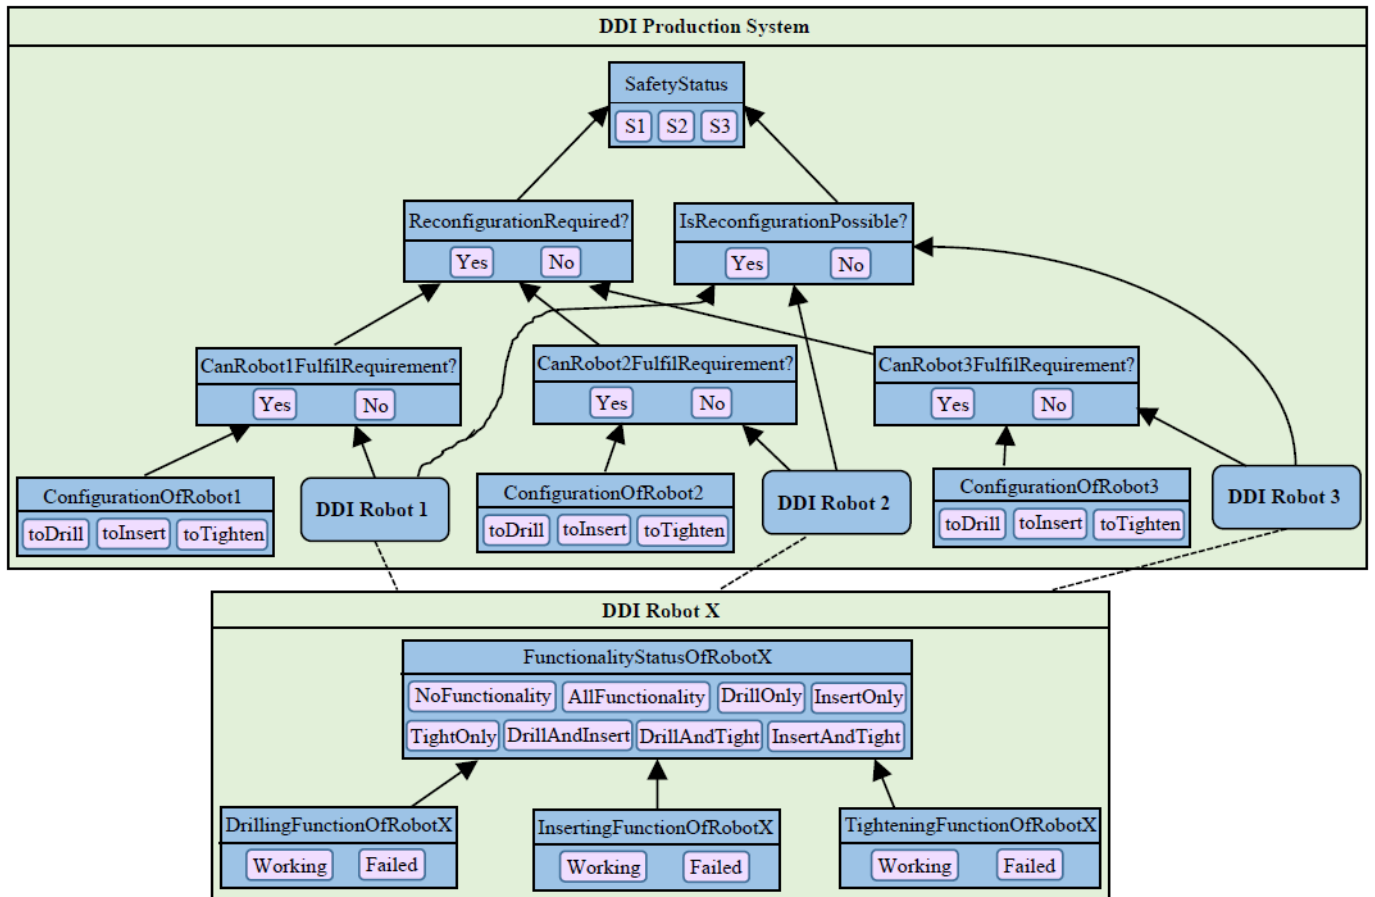 DDI Production System
SafetyStatus
S1 S2 S3
ReconfigurationRequired?
Yes No
IsReconfigurationPossible?
Yes No
CanRobot1FulfilRequirement?
Yes No
CanRobot2FulfilRequirement?
Yes No
CanRobot3FulfilRequirement?
Yes No
ConfigurationOfRobot1
toDrill toInsert toTighten
DDI Robot 1
ConfigurationOfRobot2
toDrill toInsert toTighten
DDI Robot 2
ConfigurationOfRobot3
toDrill toInsert toTighten
DDI Robot 3
DDI Robot X
FunctionalityStatusOfRobotX
NoFunctionality AllFunctionality DrillOnly InsertOnly
TightOnly DrillAndInsert DrillAndTight InsertAndTight
DrillingFunctionOfRobotX
Working Failed
InsertingFunctionOfRobotX
Working Failed
TighteningFunctionOfRobotX
Working Failed